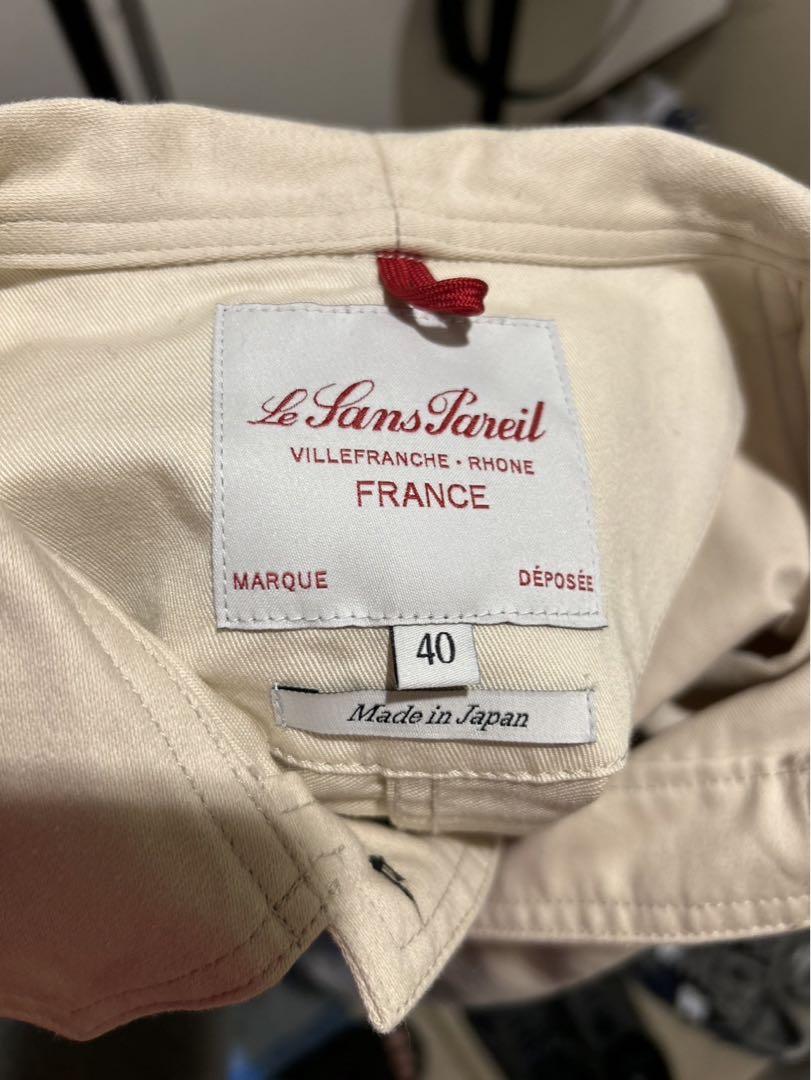 Le Sans Pareil
VILLEFRANCHE · RHONE
FRANCE
MARQUE DÉPOSÉE
40
Made in Japan